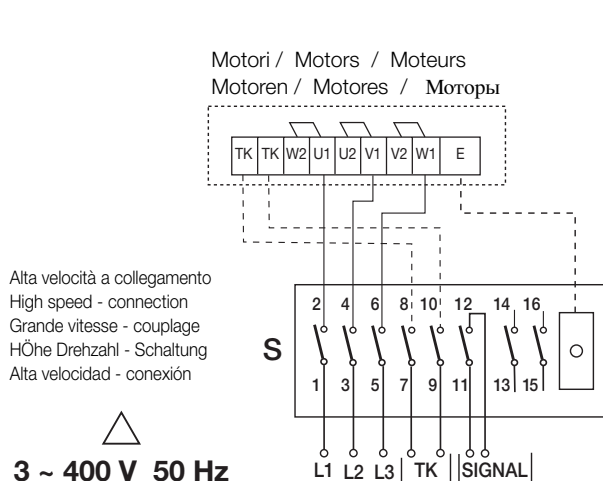 Motori / Motors / Moteurs
Motoren / Motores / Моторы
TK TK W2 U1 U2 V1 V2 W1 E
Alta velocità a collegamento
High speed - connection
Grande vitesse - couplage
HÖhe Drehzahl - Schaltung
Alta velocidad - conexión
S
2 4 6 8 10 12 14 16
1 3 5 7 9 11 13 15
3 ~ 400 V 50 Hz
L1 L2 L3 TK SIGNAL